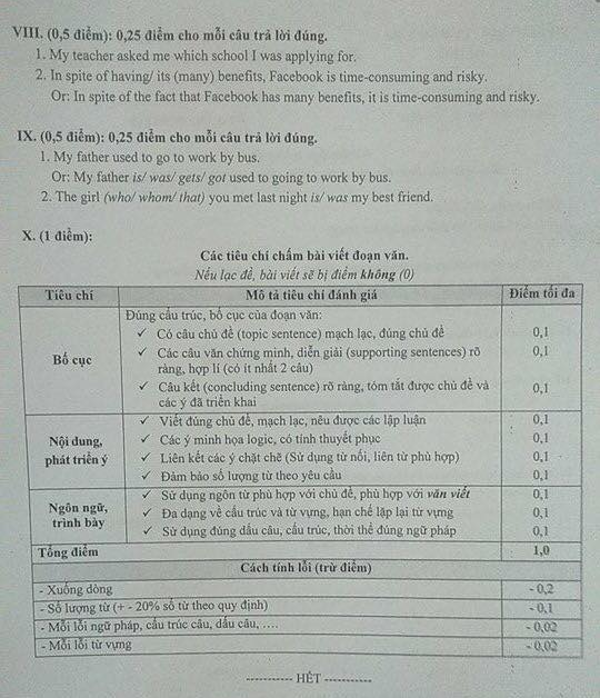 VIII. (0,5 điểm): 0,25 điểm cho mỗi câu trả lời đúng.
1. My teacher asked me which school I was applying for.
2. In spite of having/ its (many) benefits, Facebook is time-consuming and risky.
Or: In spite of the fact that Facebook has many benefits, it is time-consuming and risky.
IX. (0,5 điểm): 0,25 điểm cho mỗi câu trả lời đúng.
1. My father used to go to work by bus.
Or: My father is/ was/ gets/ got used to going to work by bus.
2. The girl (who/ whom/ that) you met last night is/ was my best friend.
X. (1 điểm):
Các tiêu chí chấm bài viết đoạn văn.
Nếu lạc đề, bài viết sẽ bị điểm không (0)
Tiêu chí Mô tả tiêu chí đánh giá Điểm tối đa
Đúng cấu trúc, bố cục của đoạn văn:
✓ Có câu chủ đề (topic sentence) mạch lạc, đúng chủ đề 0,1
Bố cục
✓ Các câu văn chứng minh, diễn giải (supporting sentences) rõ 0,1
ràng, hợp lí (có ít nhất 2 câu)
✓ Câu kết (concluding sentence) rõ ràng, tóm tắt được chủ đề và 0,1
các ý đã triển khai
Nội dung,
phát triển ý
✓ Viết đúng chủ đề, mạch lạc, nêu được các lập luận 0,1
✓ Các ý minh họa logic, có tính thuyết phục 0,1
✓ Liên kết các ý chặt chẽ (Sử dụng từ nối, liên từ phù hợp) 0,1
✓ Đảm bảo số lượng từ theo yêu cầu 0,1
Ngôn ngữ,
trình bày
✓ Sử dụng ngôn từ phù hợp với chủ đề, phù hợp với văn viết 0,1
✓ Đa dạng về cấu trúc và từ vựng, hạn chế lặp lại từ vựng 0,1
✓ Sử dụng đúng dấu câu, cấu trúc, thời thể đúng ngữ pháp 0,1
Tổng điểm 1,0
Cách tính lỗi (trừ điểm)
- Xuống dòng - 0,2
- Số lượng từ (+ - 20% số từ theo quy định) - 0,1
- Mỗi lỗi ngữ pháp, cấu trúc câu, dấu câu, .... - 0,02
- Mỗi lỗi từ vựng - 0,02
----------- HẾT -----------